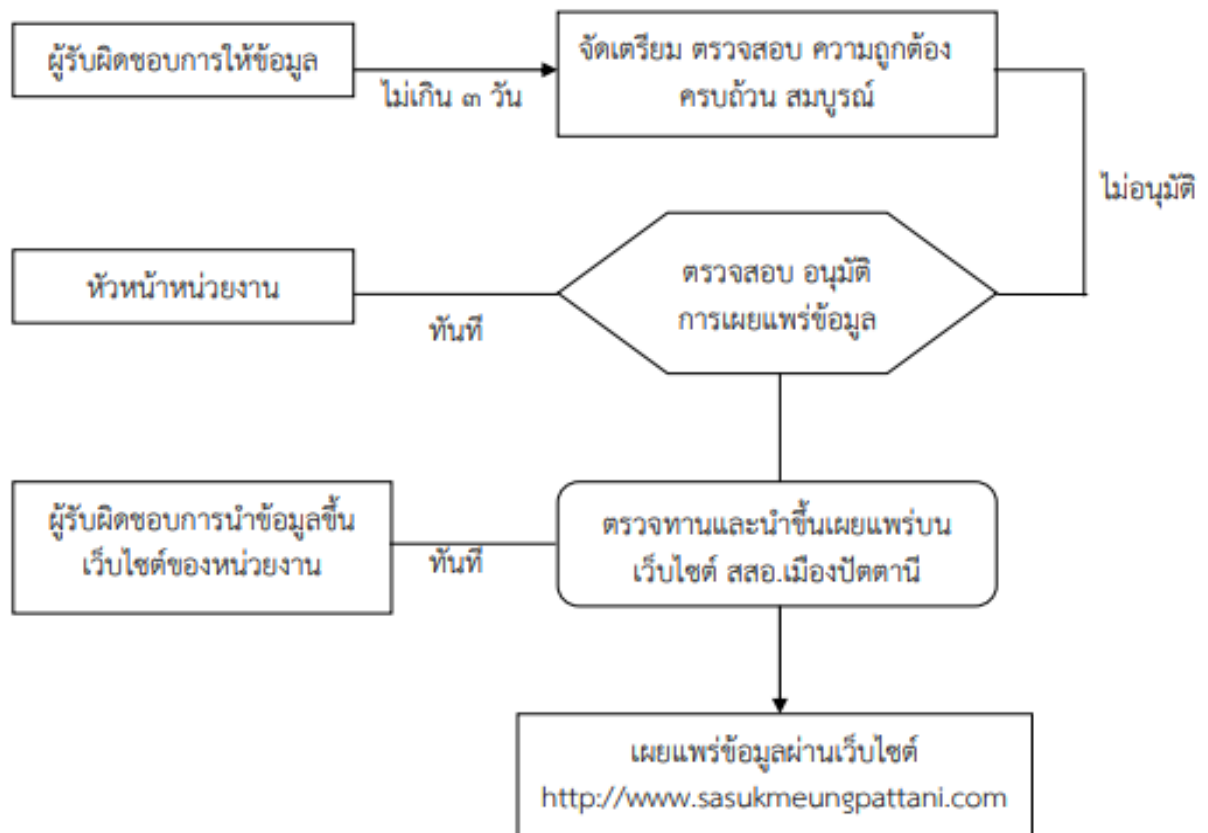 ผู้รับผิดชอบการให้ข้อมูล
ไม่เกิน ๓ วัน
จัดเตรียม ตรวจสอบ ความถูกต้อง
ครบถ้วน สมบูรณ์
ไม่อนุมัติ
หัวหน้าหน่วยงาน
ทันที
ตรวจสอบ อนุมัติ
การเผยแพร่ข้อมูล
ผู้รับผิดชอบการนำข้อมูลขึ้น
เว็บไซต์ของหน่วยงาน
ทันที
ตรวจทานและนำขึ้นเผยแพร่บน
เว็บไซต์ สสอ.เมืองปัตตานี
เผยแพร่ข้อมูลผ่านเว็บไซต์
http://www.sasukmeungpattani.com